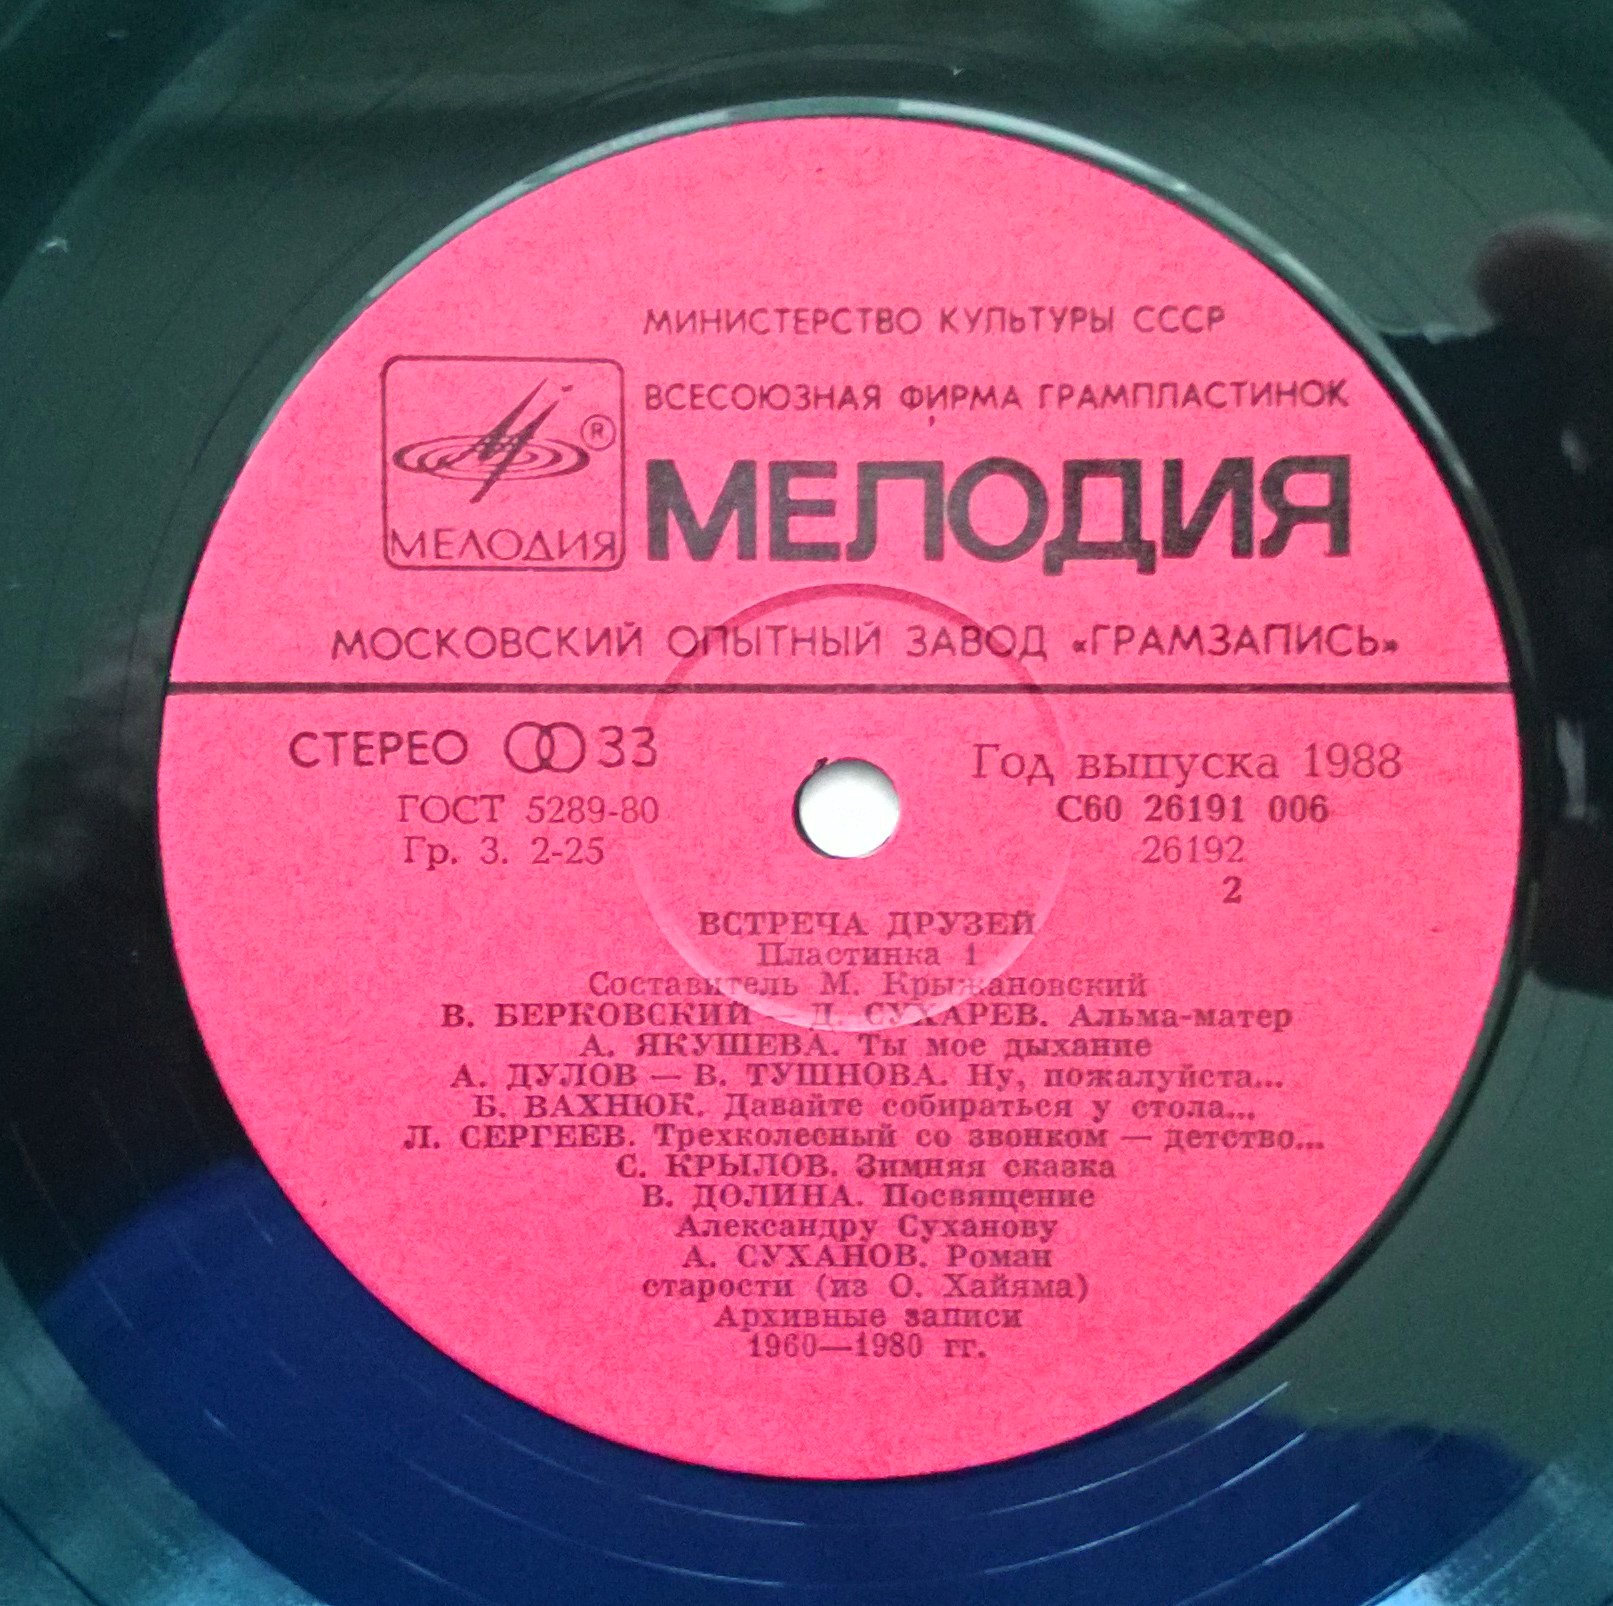 МИНИСТЕРСТВО КУЛЬТУРЫ СССР
ВСЕСОЮЗНАЯ ФИРМА ГРАМПЛАСТИНОК
МЕЛОДИЯ
®
МЕЛОДИЯ
МОСКОВСКИЙ ОПЫТНЫЙ ЗАВОД «ГРАМЗАПИСЬ»
СТЕРЕО 33
ГОСТ 5289-80
Гр. 3. 2-25
Год выпуска 1988
С60 26191 006
26192
2
ВСТРЕЧА ДРУЗЕЙ
Пластинка 1
Составитель М. Крыжановский
В. БЕРКОВСКИЙ — Д. СУХАРЕВ. Альма-матер
А. ЯКУШЕВА. Ты мое дыхание
А. ДУЛОВ — В. ТУШНОВА. Ну, пожалуйста...
Б. ВАХНЮК. Давайте собираться у стола...
Л. СЕРГЕЕВ. Трехколесный со звонком — детство...
С. КРЫЛОВ. Зимняя сказка
В. ДОЛИНА. Посвящение
Александру Суханову
А. СУХАНОВ. Роман
старости (из О. Хайяма)
Архивные записи
1960—1980 гг.